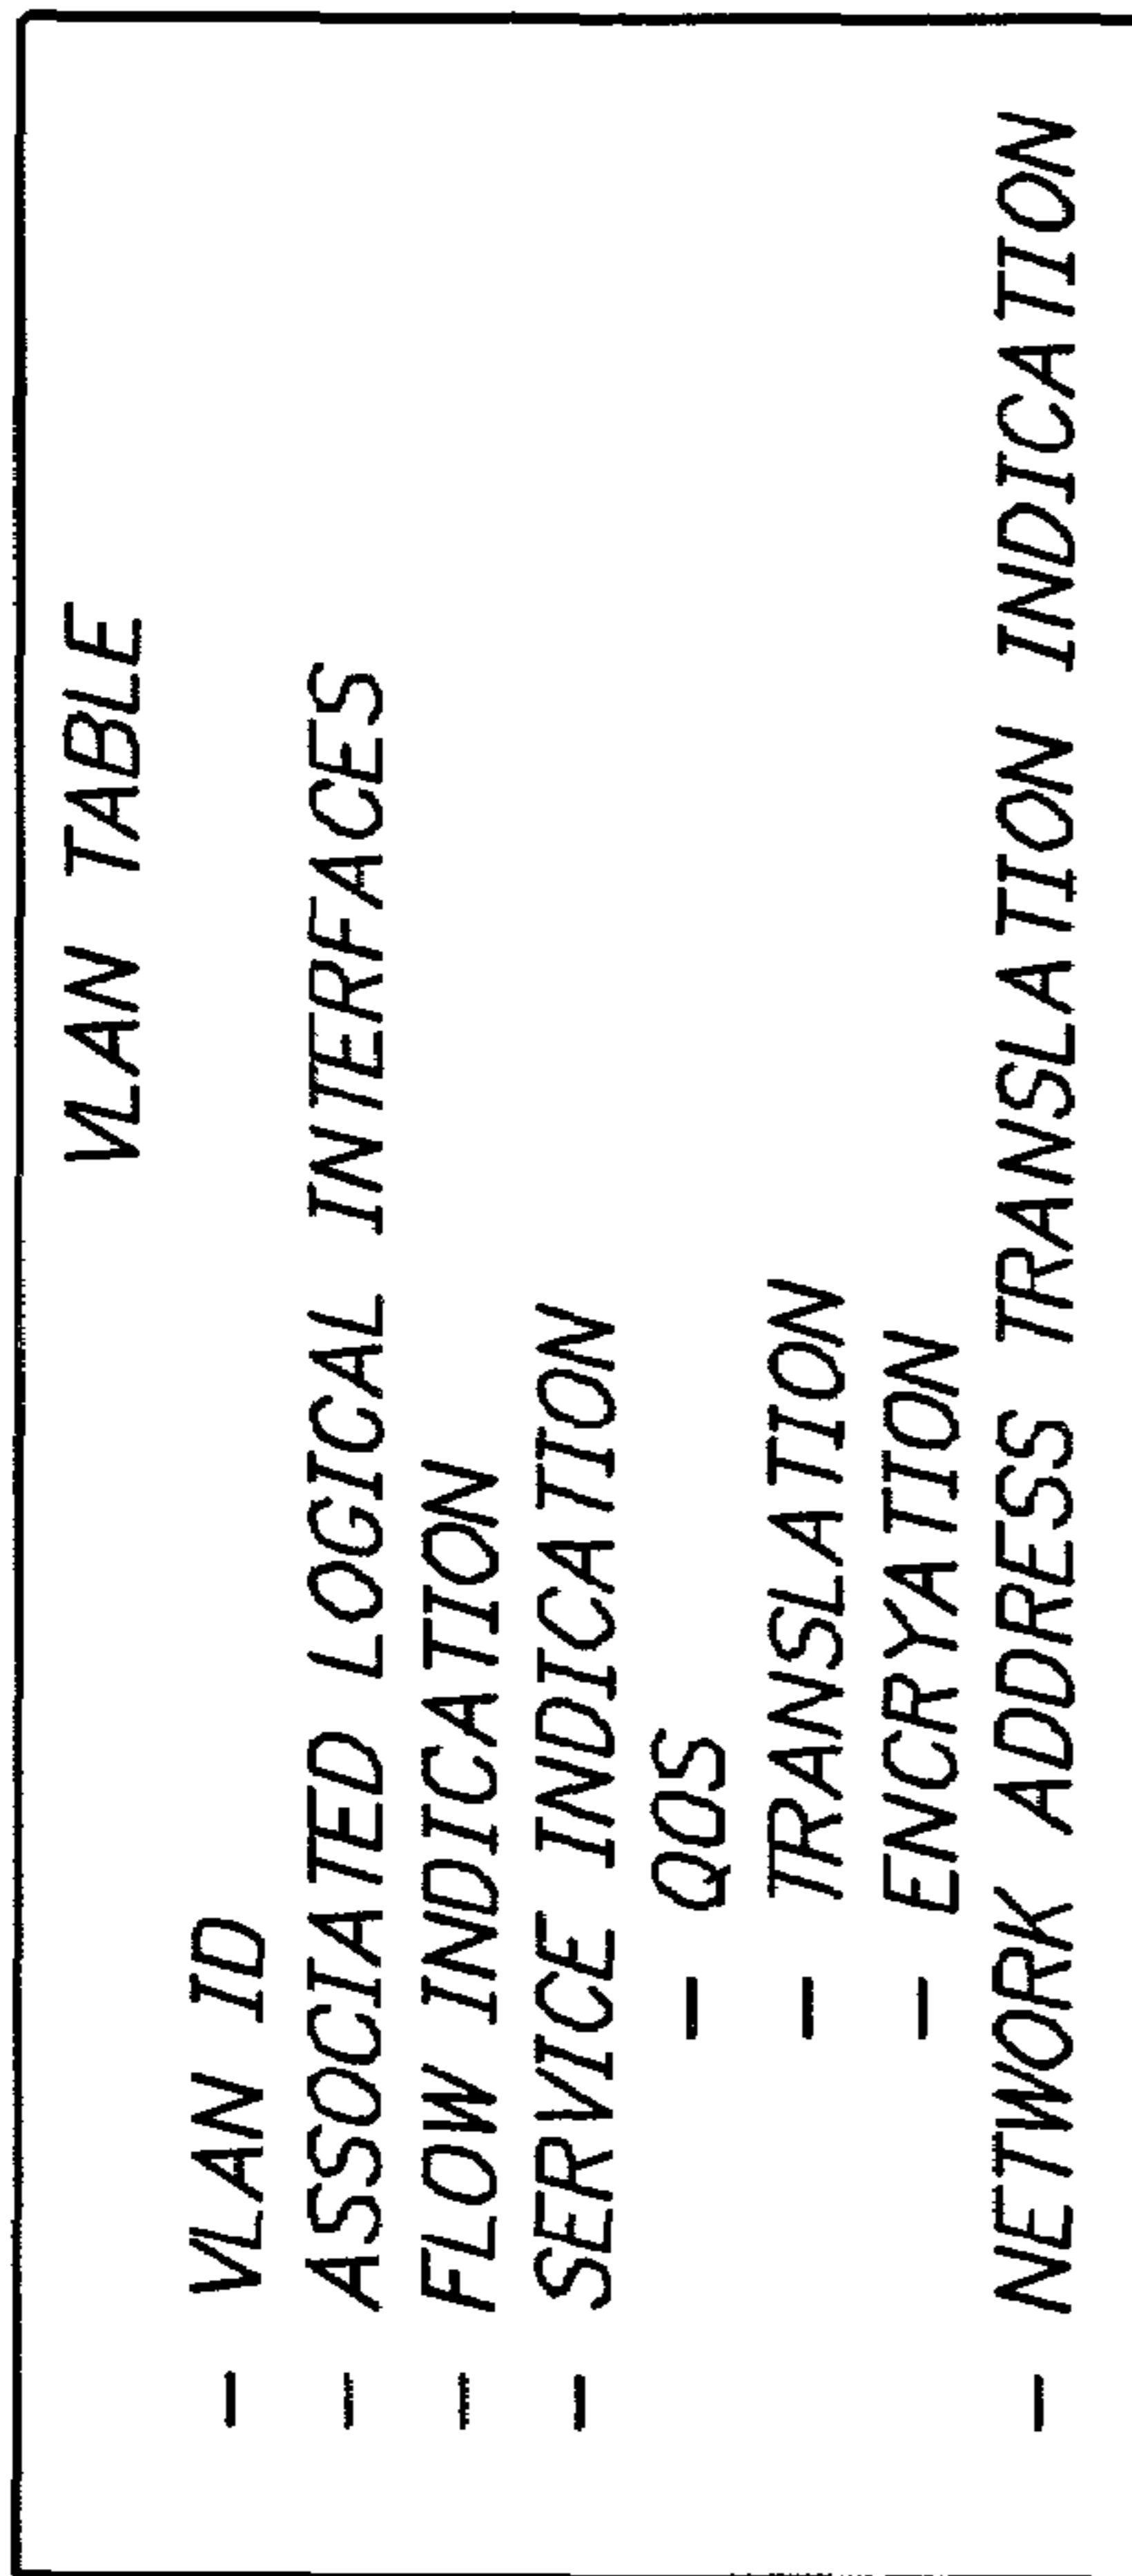 VLAN TABLE
- VLAN ID
- ASSOCIATED LOGICAL INTERFACES
- FLOW INDICATION
- SERVICE INDICATION
- QOS
- TRANSLATION
- ENCRYATION
- NETWORK ADDRESS TRANSLATION INDICATION